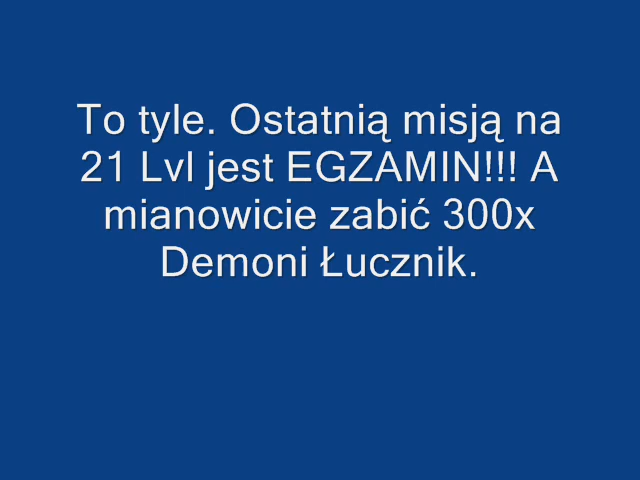 To tyle. Ostatnią misją na
21 Lvl jest EGZAMIN!!! A
mianowicie zabić 300x
Demoni Łucznik.